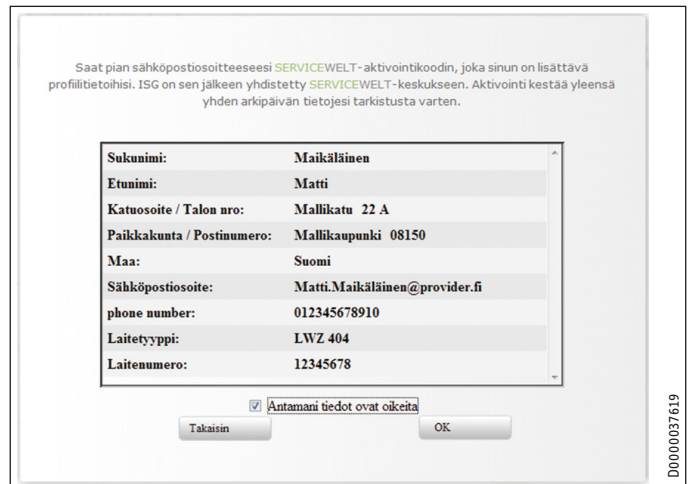 Saat pian sähköpostiosoitteeseesi SERVICEWELT-aktivointikoodin, joka sinun on lisättävä
profiilitietoihisi. ISG on sen jälkeen yhdistetty SERVICEWELT-keskukseen. Aktivointi kestää yleensä
yhden arkipäivän tietojesi tarkistusta varten.
Sukunimi: Maikäläinen
Etunimi: Matti
Katuosoite / Talon nro: Mallikatu 22 A
Paikkakunta / Postinumero: Mallikaupunki 08150
Maa: Suomi
Sähköpostiosoite: Matti.Maikäläinen@provider.fi
phone number: 012345678910
Laitetyyppi: LWZ 404
Laitenumero: 12345678
Antamani tiedot ovat oikeita
Takaisin OK
D0000037619